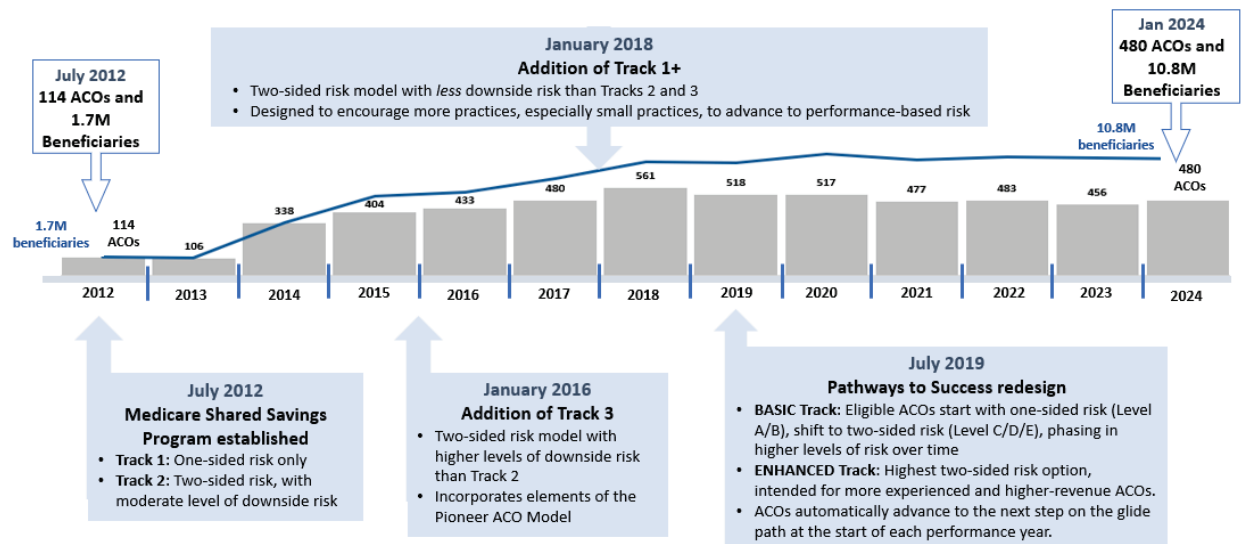 July 2012
114 ACOs and
1.7M
Beneficiaries
January 2018
Addition of Track 1+
• Two-sided risk model with less downside risk than Tracks 2 and 3
• Designed to encourage more practices, especially small practices, to advance to performance-based risk
Jan 2024
480 ACOs and
10.8M
Beneficiaries
10.8M
beneficiaries
1.7M
beneficiaries
114
ACOs
106
338
404
433
480
561
518
517
477
483
456
480
ACOs
2012
2013
2014
2015
2016
2017
2018
2019
2020
2021
2022
2023
2024
July 2012
Medicare Shared Savings
Program established
• Track 1: One-sided risk only
• Track 2: Two-sided risk, with
moderate level of downside risk
January 2016
Addition of Track 3
• Two-sided risk model with
higher levels of downside risk
than Track 2
• Incorporates elements of the
Pioneer ACO Model
July 2019
Pathways to Success redesign
• BASIC Track: Eligible ACOs start with one-sided risk (Level
A/B), shift to two-sided risk (Level C/D/E), phasing in
higher levels of risk over time
• ENHANCED Track: Highest two-sided risk option,
intended for more experienced and higher-revenue ACOs.
• ACOs automatically advance to the next step on the glide
path at the start of each performance year.